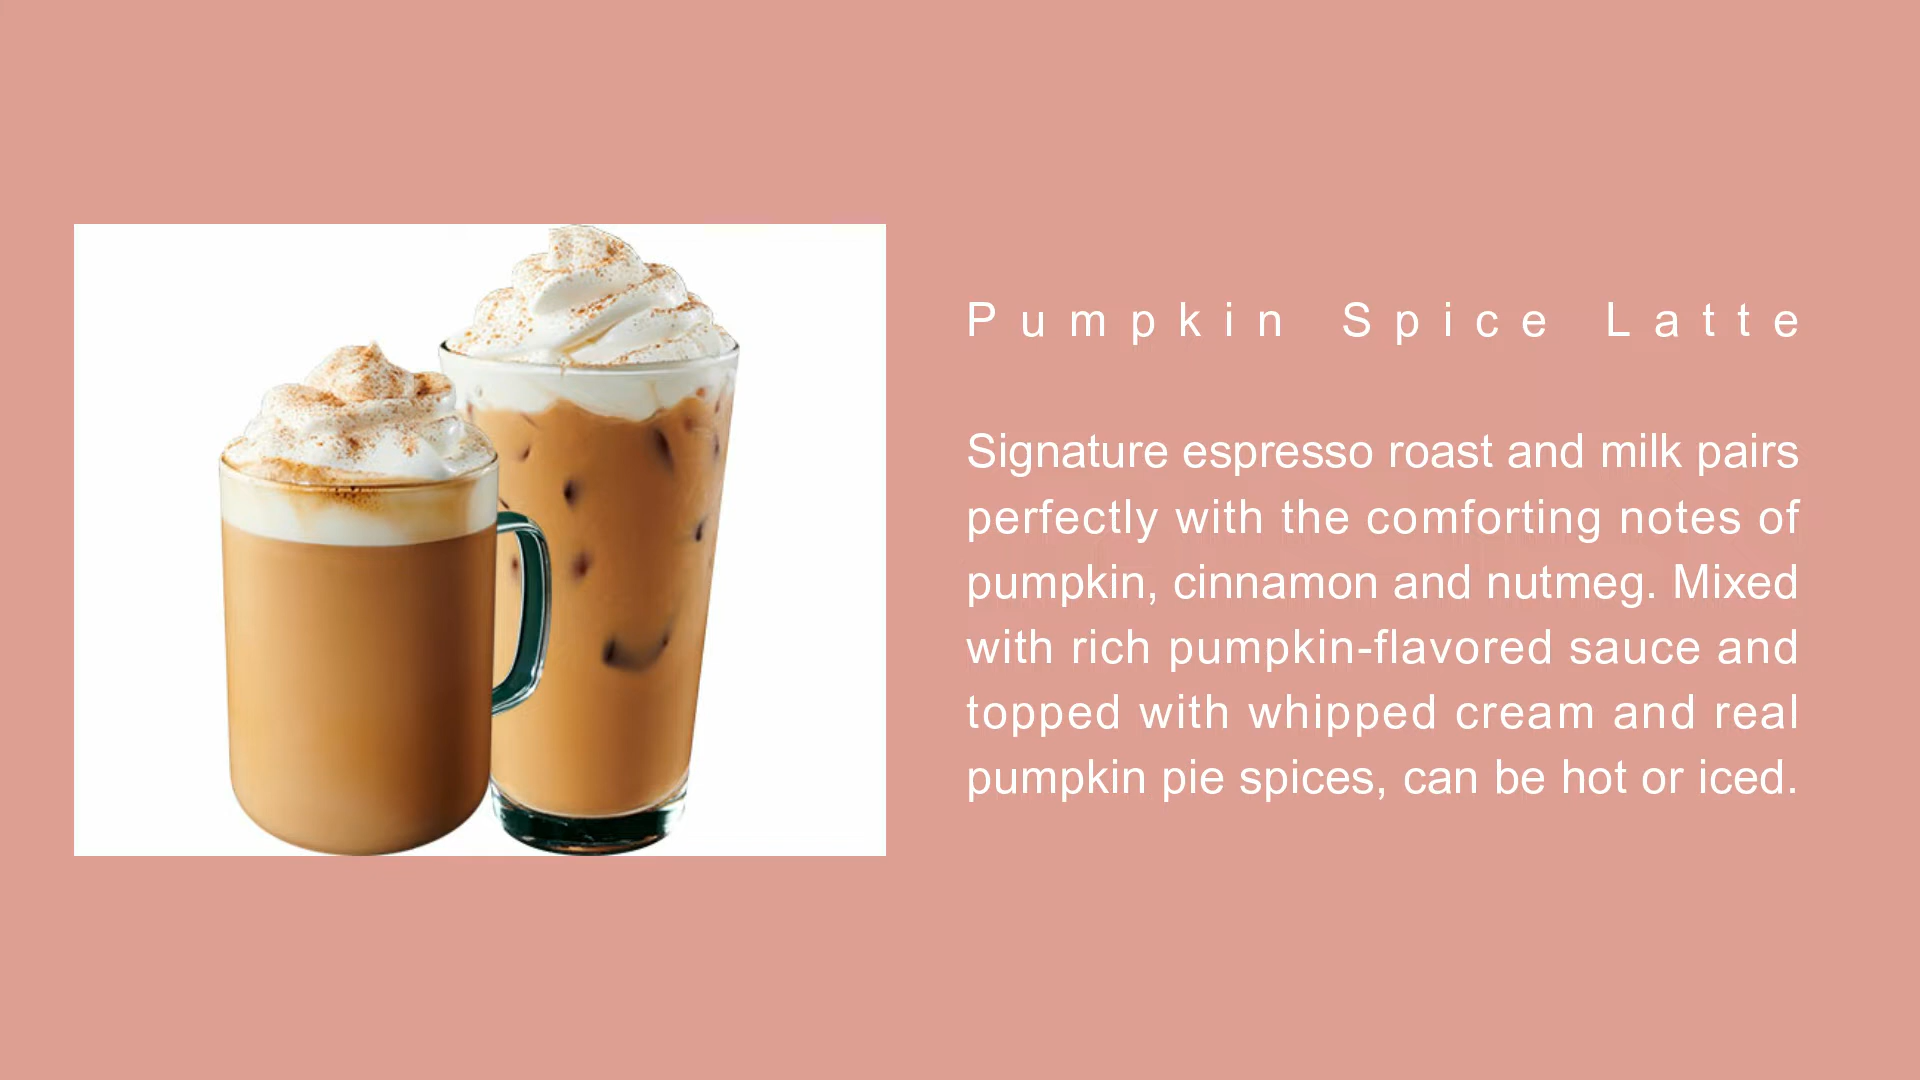 Pumpkin Spice Latte
Signature espresso roast and milk pairs
perfectly with the comforting notes of
pumpkin, cinnamon and nutmeg. Mixed
with rich pumpkin-flavored sauce and
topped with whipped cream and real
pumpkin pie spices, can be hot or iced.